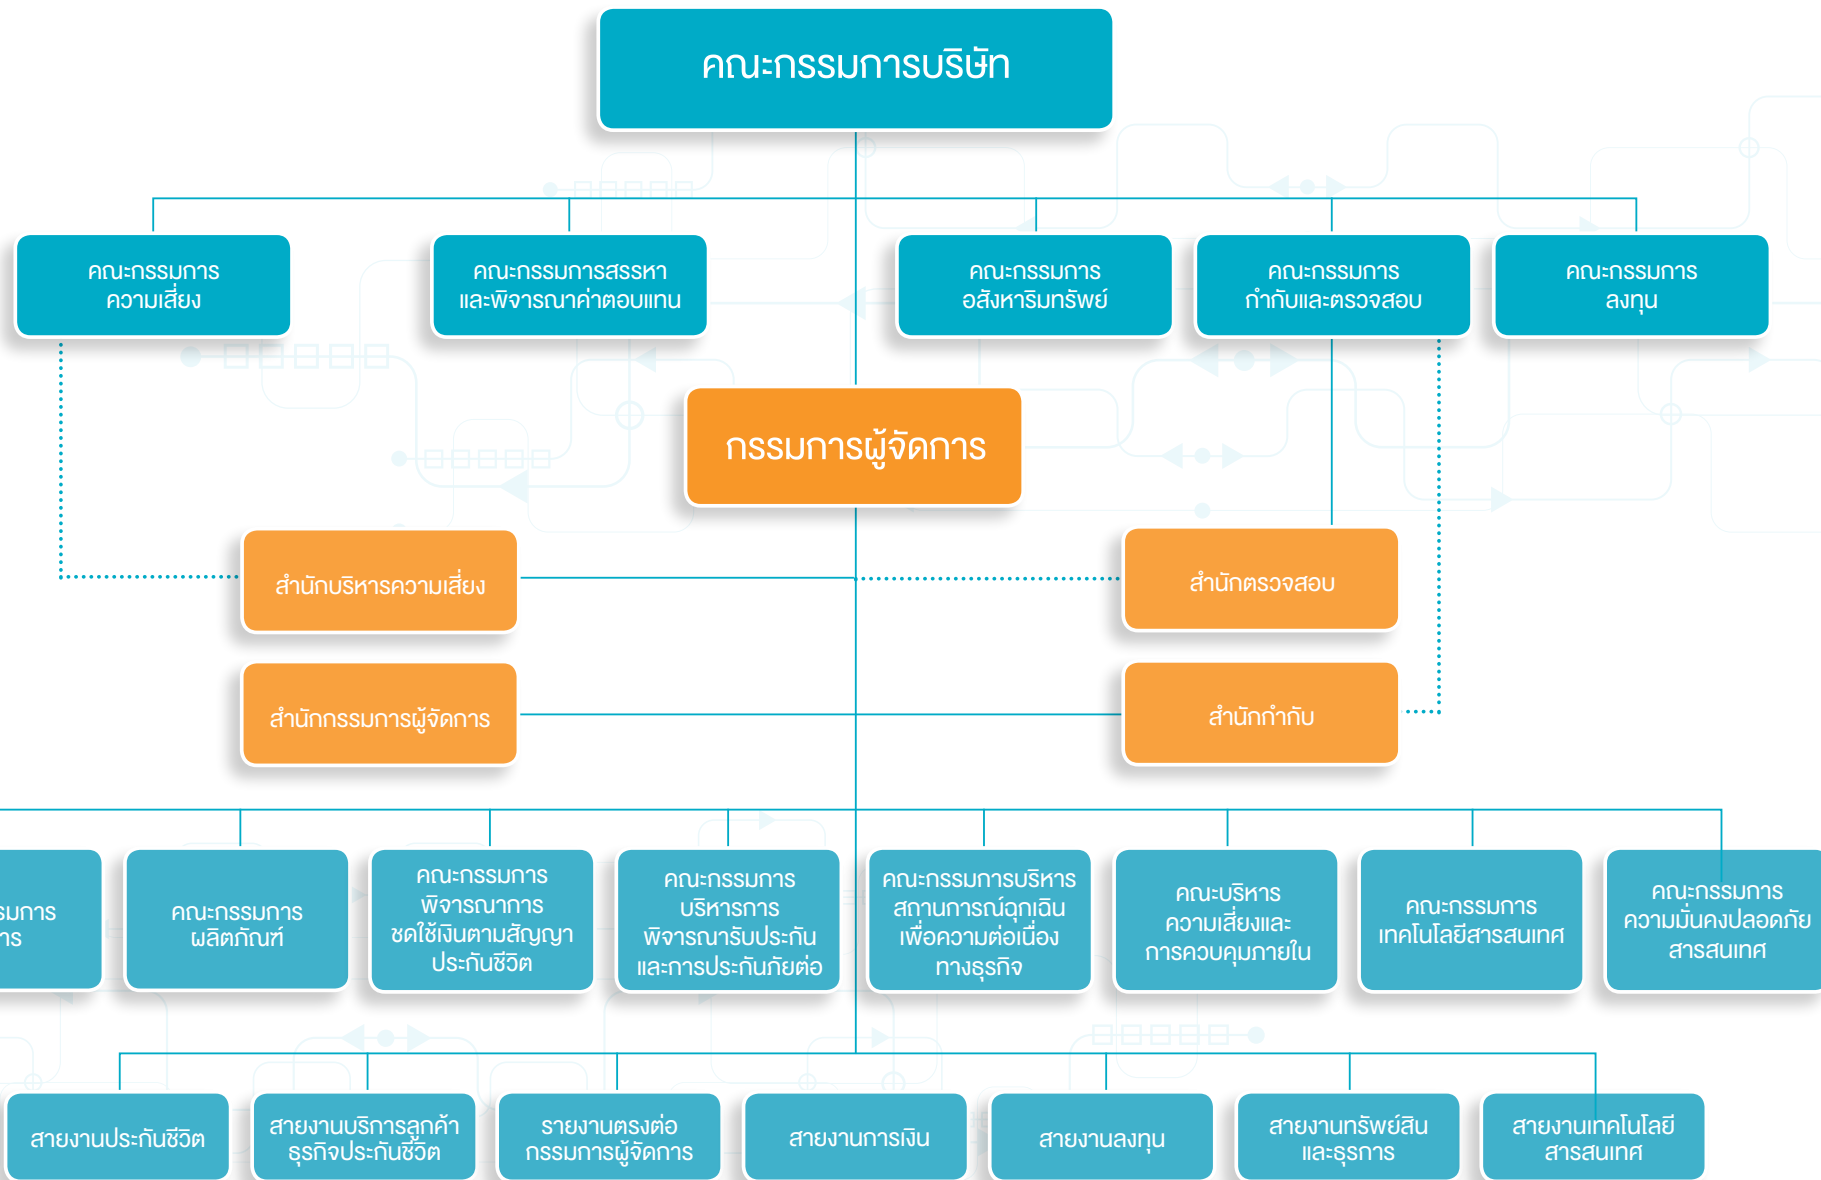 คณะกรรมการบริษัท
คณะกรรมการ
ความเสี่ยง
คณะกรรมการสรรหา
และพิจารณาค่าตอบแทน
คณะกรรมการ
อสังหาริมทรัพย์
คณะกรรมการ
กำกับและตรวจสอบ
คณะกรรมการ
ลงทุน
กรรมการผู้จัดการ
สำนักบริหารความเสี่ยง
สำนักตรวจสอบ
สำนักกรรมการผู้จัดการ
สำนักกำกับ
คณะกรรมการ
ผลิตภัณฑ์
คณะกรรมการ
พิจารณาการ
ชดใช้เงินตามสัญญา
ประกันชีวิต
คณะกรรมการ
บริหารการ
พิจารณารับประกัน
และการประกันภัยต่อ
คณะกรรมการบริหาร
สถานการณ์ฉุกเฉิน
เพื่อความต่อเนื่อง
ทางธุรกิจ
คณะบริหาร
ความเสี่ยงและ
การควบคุมภายใน
คณะกรรมการ
เทคโนโลยีสารสนเทศ
คณะกรรมการ
ความมั่นคงปลอดภัย
สารสนเทศ
สายงานประกันชีวิต
สายงานบริการลูกค้า
ธุรกิจประกันชีวิต
รายงานตรงต่อ
กรรมการผู้จัดการ
สายงานการเงิน
สายงานลงทุน
สายงานทรัพย์สิน
และธุรการ
สายงานเทคโนโลยี
สารสนเทศ